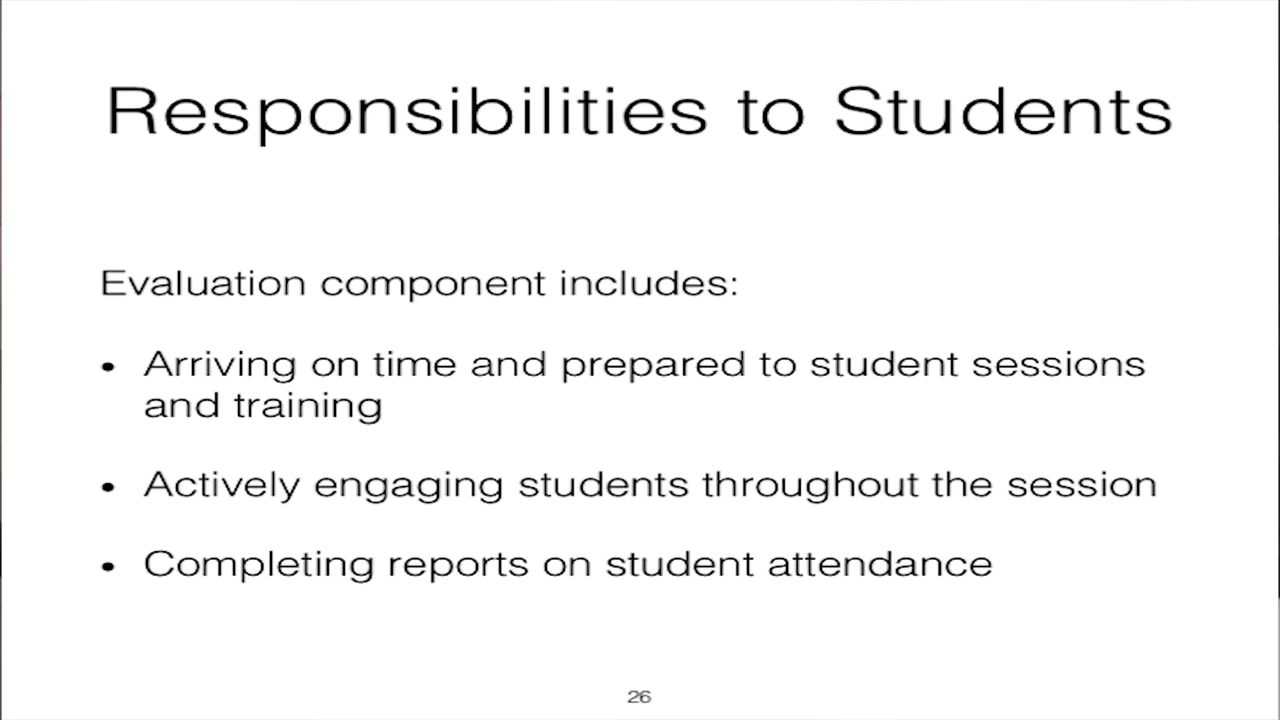 Responsibilities to Students
Evaluation component includes:
• Arriving on time and prepared to student sessions
and training
• Actively engaging students throughout the session
• Completing reports on student attendance
26